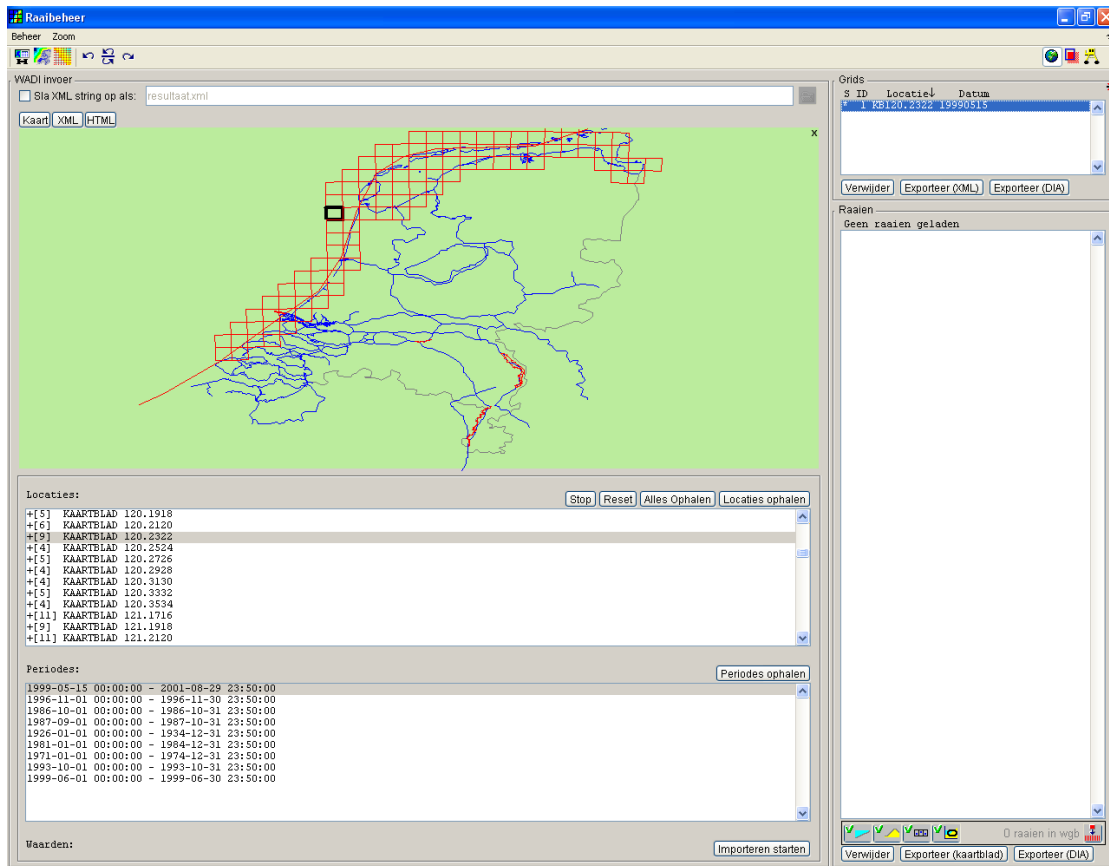 Raaibeheer
Beheer Zoom
WADI invoer
Sla XML string op als: resultaat.xml
Kaart XML HTML
x
Locaties:
Stop Reset Alles Ophalen Locaties ophalen
+[5] KAARTBLAD 120.1918
+[6] KAARTBLAD 120.2120
+[9] KAARTBLAD 120.2322
+[4] KAARTBLAD 120.2524
+[5] KAARTBLAD 120.2726
+[4] KAARTBLAD 120.2928
+[4] KAARTBLAD 120.3130
+[5] KAARTBLAD 120.3332
+[4] KAARTBLAD 120.3534
+[11] KAARTBLAD 121.1716
+[9] KAARTBLAD 121.1918
+[11] KAARTBLAD 121.2120
Periodes:
Periodes ophalen
1999-05-15 00:00:00 - 2001-08-29 23:50:00
1996-11-01 00:00:00 - 1996-11-30 23:50:00
1986-10-01 00:00:00 - 1986-10-31 23:50:00
1987-09-01 00:00:00 - 1987-10-31 23:50:00
1926-01-01 00:00:00 - 1934-12-31 23:50:00
1981-01-01 00:00:00 - 1984-12-31 23:50:00
1971-01-01 00:00:00 - 1974-12-31 23:50:00
1993-10-01 00:00:00 - 1993-10-31 23:50:00
1999-06-01 00:00:00 - 1999-06-30 23:50:00
Waarden:
Importeren starten
Grids
S ID Locatie↓ Datum
* 1 KB120.2322 19990515
Verwijder Exporteer (XML) Exporteer (DIA)
Raaien
Geen raaien geladen
0 raaien in wgb
Verwijder Exporteer (kaartblad) Exporteer (DIA)